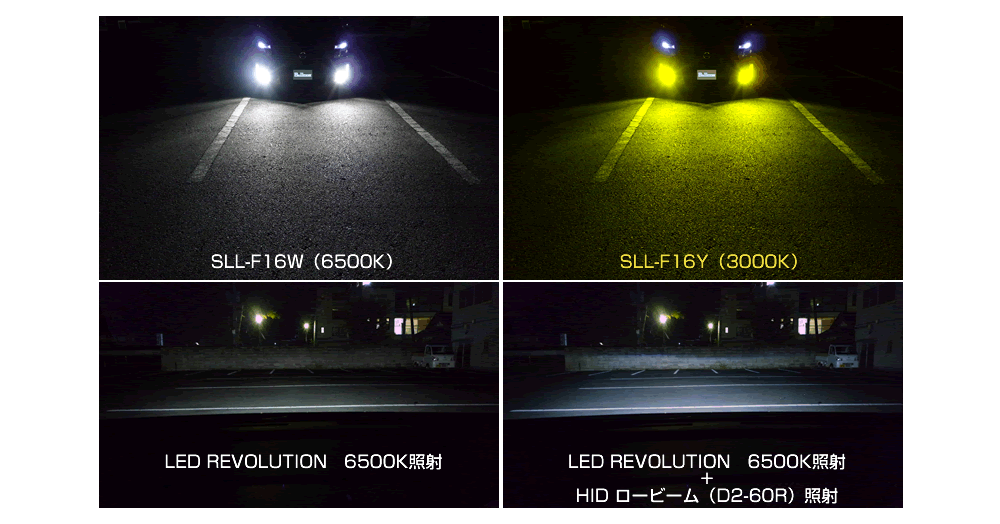 SLL-F16W（6500K）
SLL-F16Y（3000K）
LED REVOLUTION　6500K照射
LED REVOLUTION　6500K照射
+
HID ロービーム（D2-60R）照射